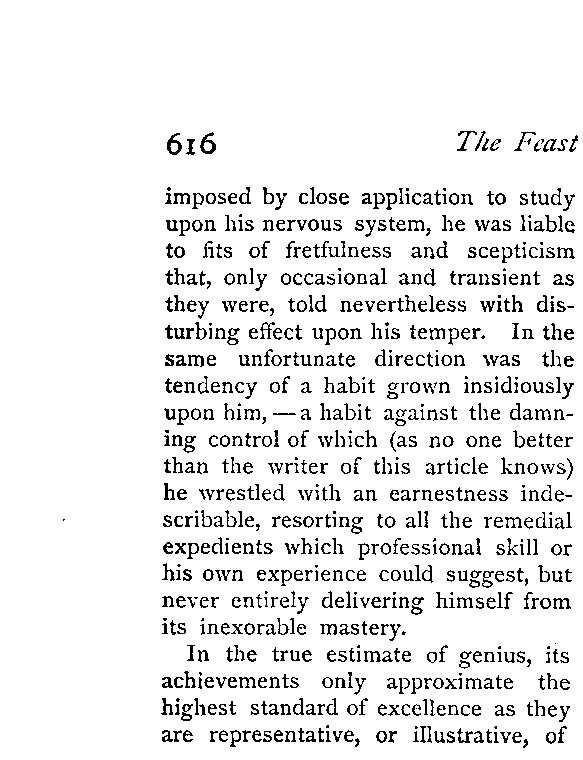 616 The Feast
imposed by close application to study
upon his nervous system, he was liable
to fits of fretfulness and scepticism
that, only occasional and transient as
they were, told nevertheless with dis-
turbing effect upon his temper. In the
same unfortunate direction was the
tendency of a habit grown insidiously
upon him, — a habit against the damn-
ing control of which (as no one better
than the writer of this article knows)
he wrestled with an earnestness inde-
scribable, resorting to all the remedial
expedients which professional skill or
his own experience could suggest, but
never entirely delivering himself from
its inexorable mastery.
In the true estimate of genius, its
achievements only approximate the
highest standard of excellence as they
are representative, or illustrative, of